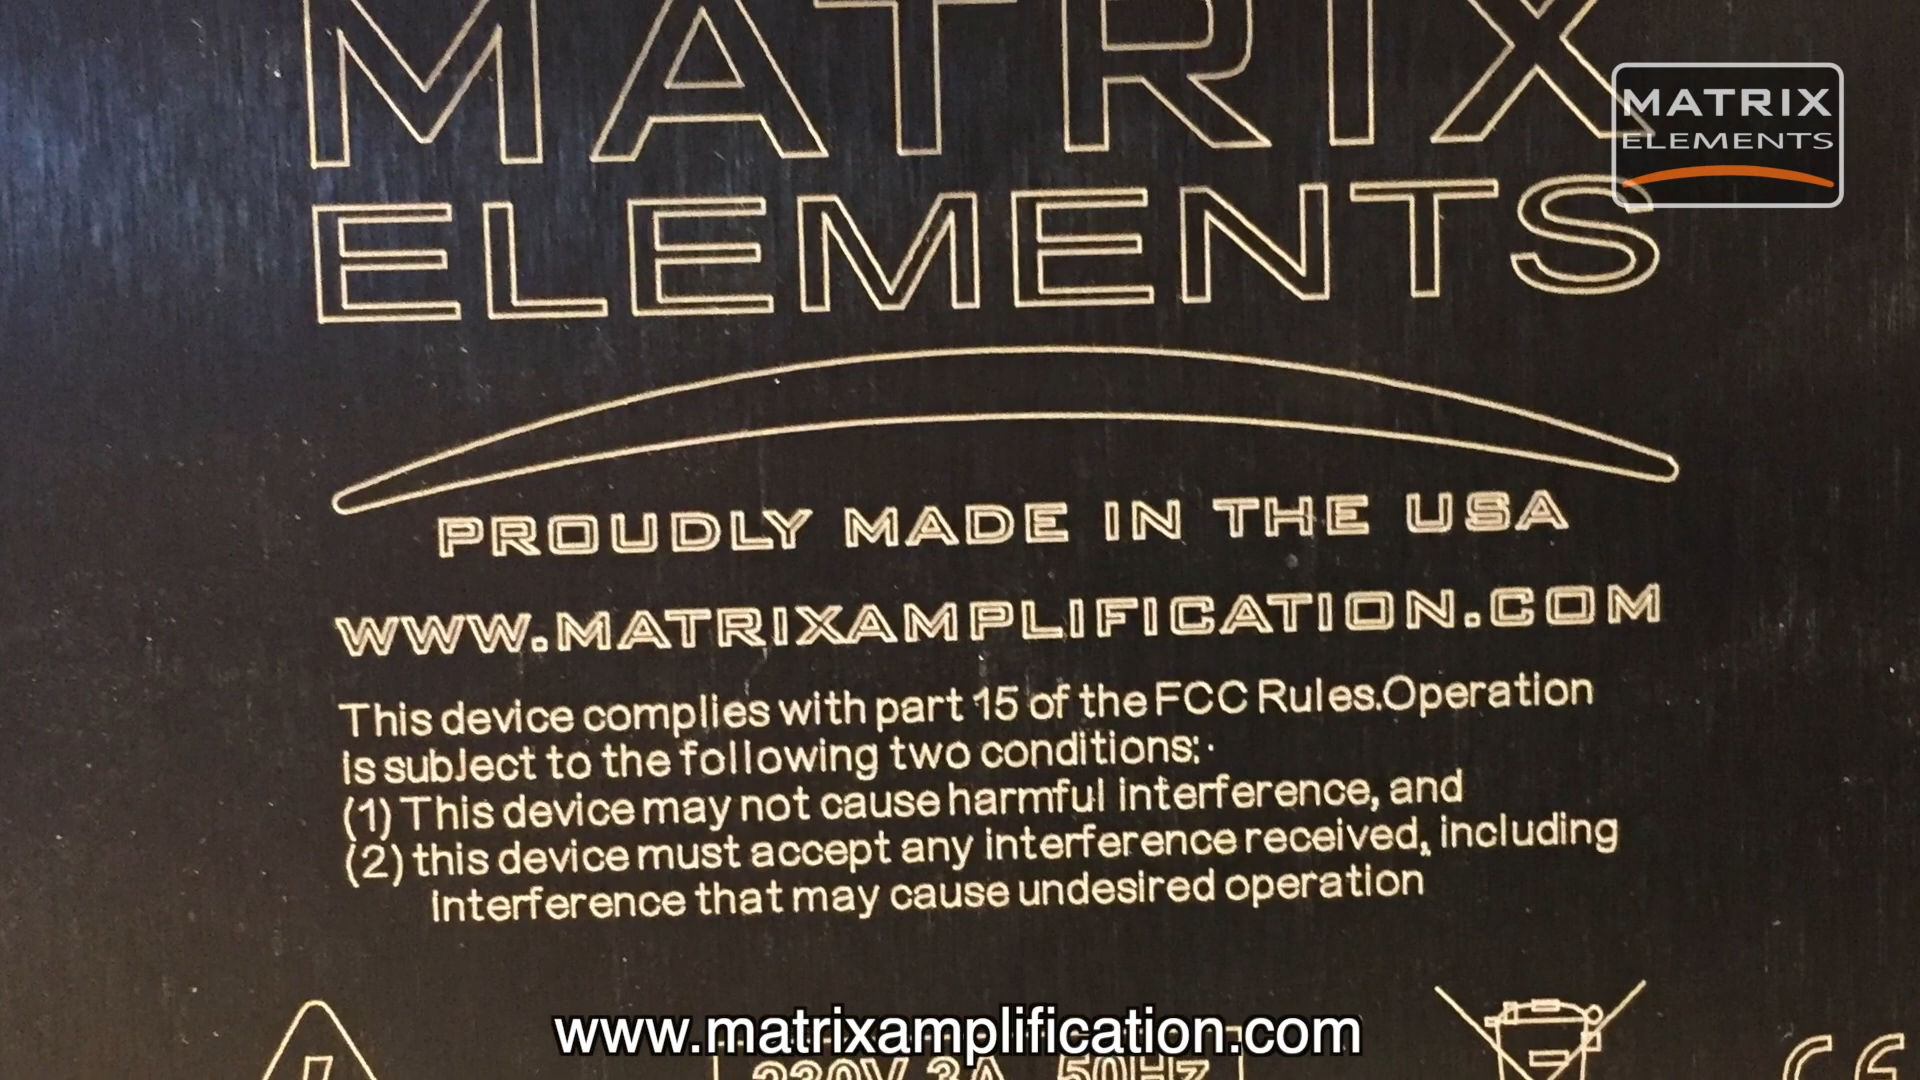 MATRIX
ELEMENTS
MATRIX
ELEMENTS
PROUDLY MADE IN THE USA
WWW.MATRIXAMPLIFICATION.COM
This device complies with part 15 of the FCC Rules.Operation
is subject to the following two conditions:·
(1) This device may not cause harmful interference, and
(2) this device must accept any interference received, including
interference that may cause undesired operation
www.matrixamplification.com
230V 3A 50Hz
CE